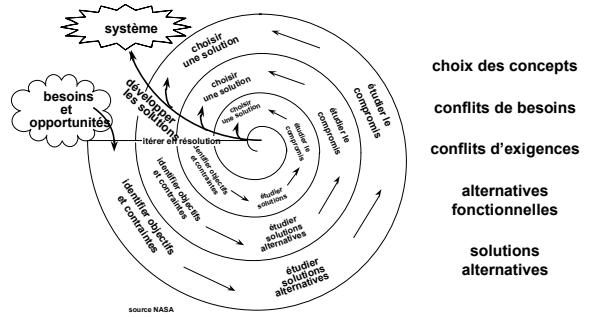 système
besoins
et
opportunités
développer
les solutions
itérer en résolution
choisir
une solution
choisir
une solution
choisir
une solution
étudier le
compromis
étudier le
compromis
étudier le
compromis
identifier objectifs
et contraintes
identifier objectifs
et contraintes
identifier objectifs
et contraintes
étudier
solutions
étudier
solutions
alternatives
étudier
solutions
alternatives
source NASA
choix des concepts
conflits de besoins
conflits d'exigences
alternatives
fonctionnelles
solutions
alternatives